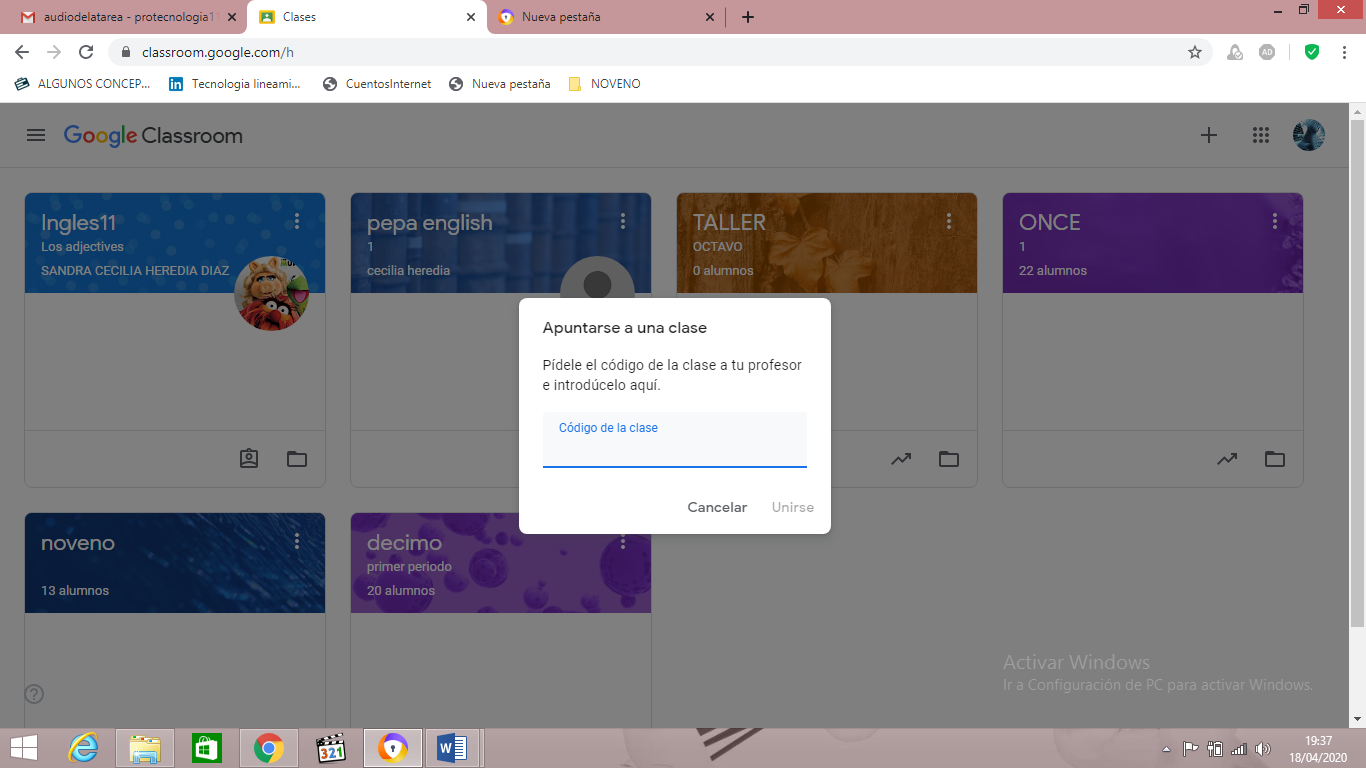 audiodelatarea - protecnologia1
Clases
Nueva pestaña
classroom.google.com/h
ALGUNOS CONCEP...
Tecnologia lineami...
CuentosInternet
Nueva pestaña
NOVENO
Google Classroom
Ingles11
Los adjectives
SANDRA CECILIA HEREDIA DIAZ
pepa english
1
cecilia heredia
TALLER
OCTAVO
0 alumnos
ONCE
1
22 alumnos
Apuntarse a una clase
Pídele el código de la clase a tu profesor
e introdúcelo aquí.
Código de la clase
Cancelar
Unirse
noveno
13 alumnos
decimo
primer periodo
20 alumnos
Activar Windows
Ir a Configuración de PC para activar Windows.
321
19:37
18/04/2020